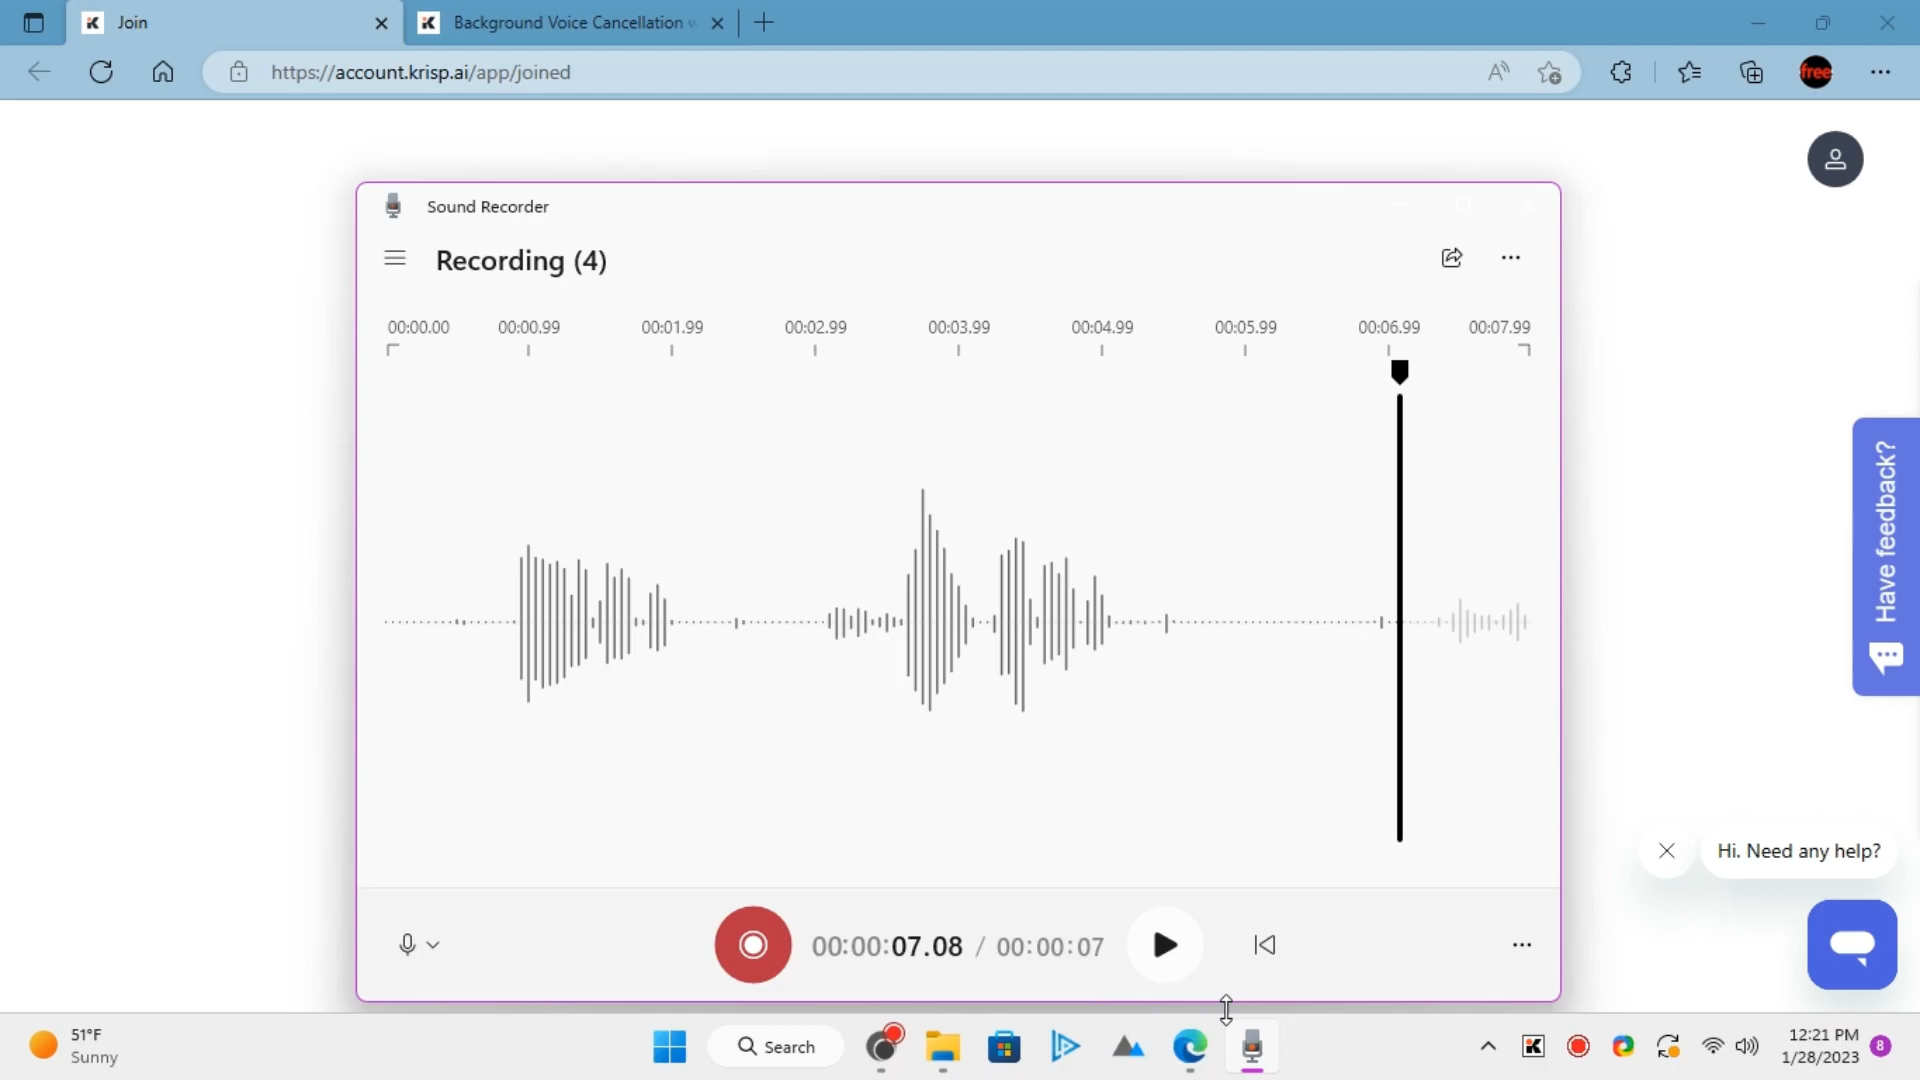 Join
Background Voice Cancellation
https://account.krisp.ai/app/joined
free
Sound Recorder
Recording (4)
00:00.00 00:00.99 00:01.99 00:02.99 00:03.99 00:04.99 00:05.99 00:06.99 00:07.99
Have feedback?
Hi. Need any help?
00:00:07.08 / 00:00:07
51°F
Sunny
Search
12:21 PM
1/28/2023
8